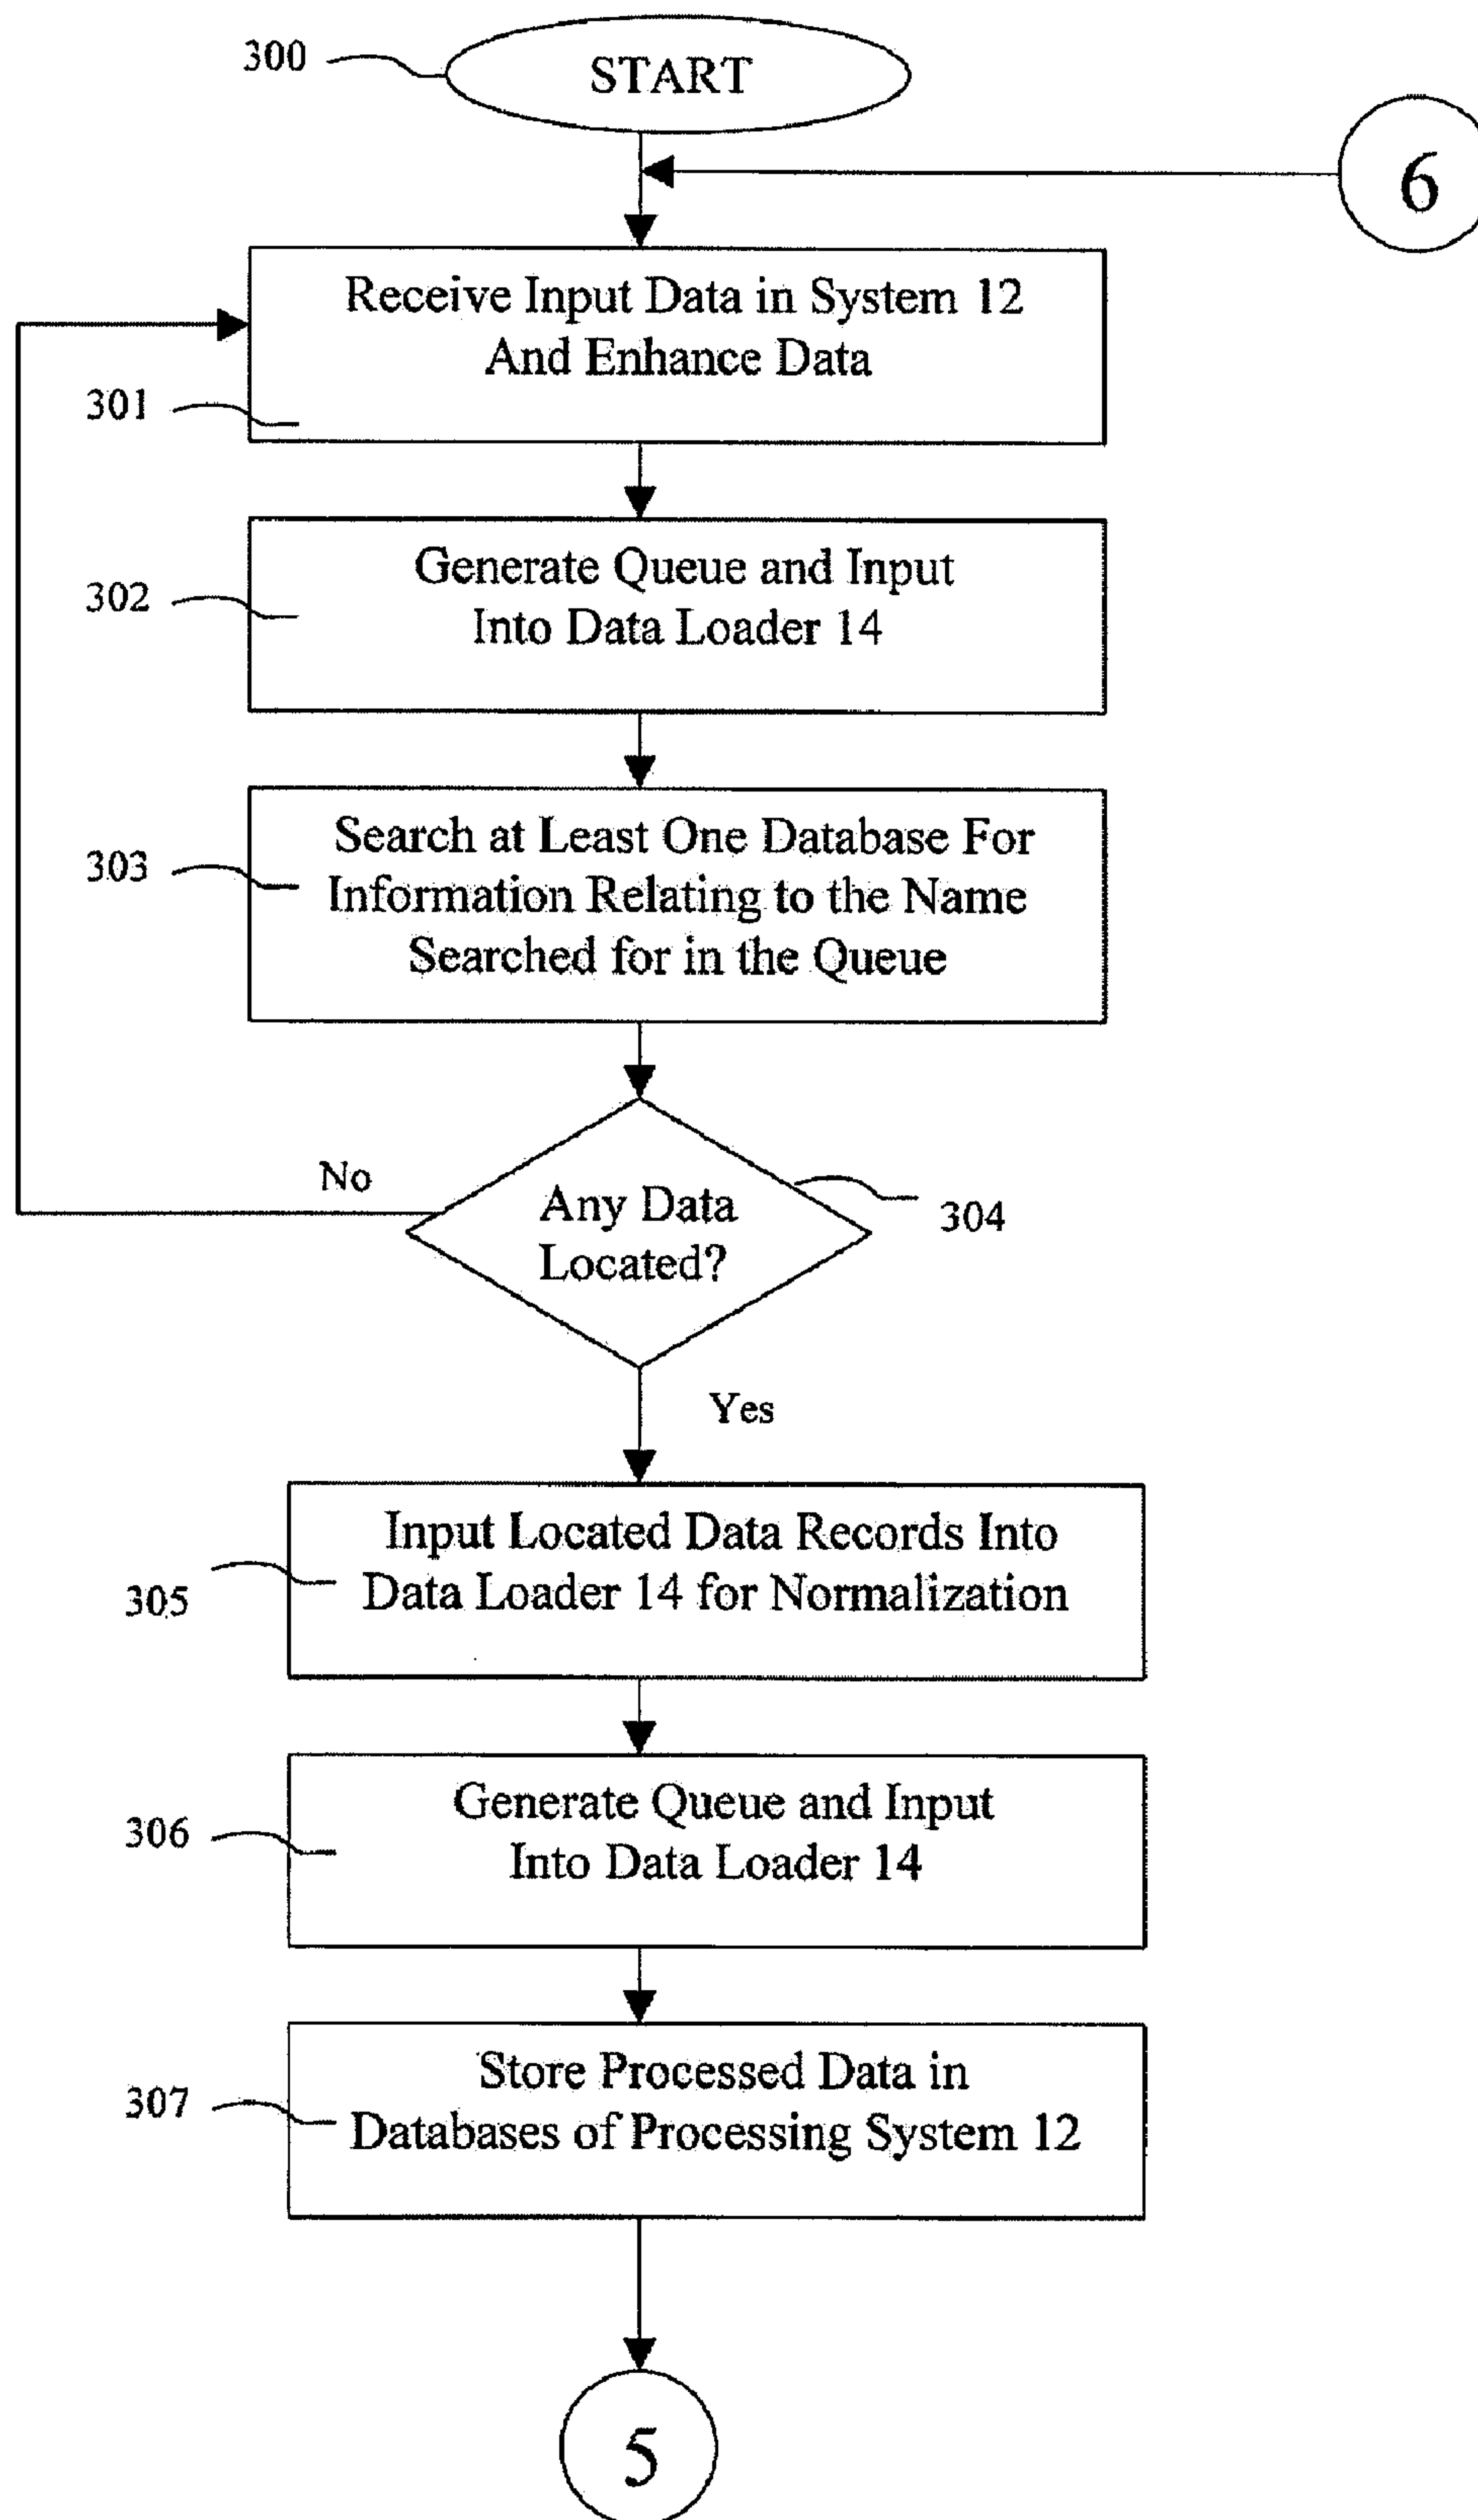 300
START
6
Receive Input Data in System 12
And Enhance Data
301
Generate Queue and Input
Into Data Loader 14
302
Search at Least One Database For
Information Relating to the Name
Searched for in the Queue
303
No
Any Data
Located?
304
Yes
Input Located Data Records Into
Data Loader 14 for Normalization
305
Generate Queue and Input
Into Data Loader 14
306
Store Processed Data in
Databases of Processing System 12
307
5